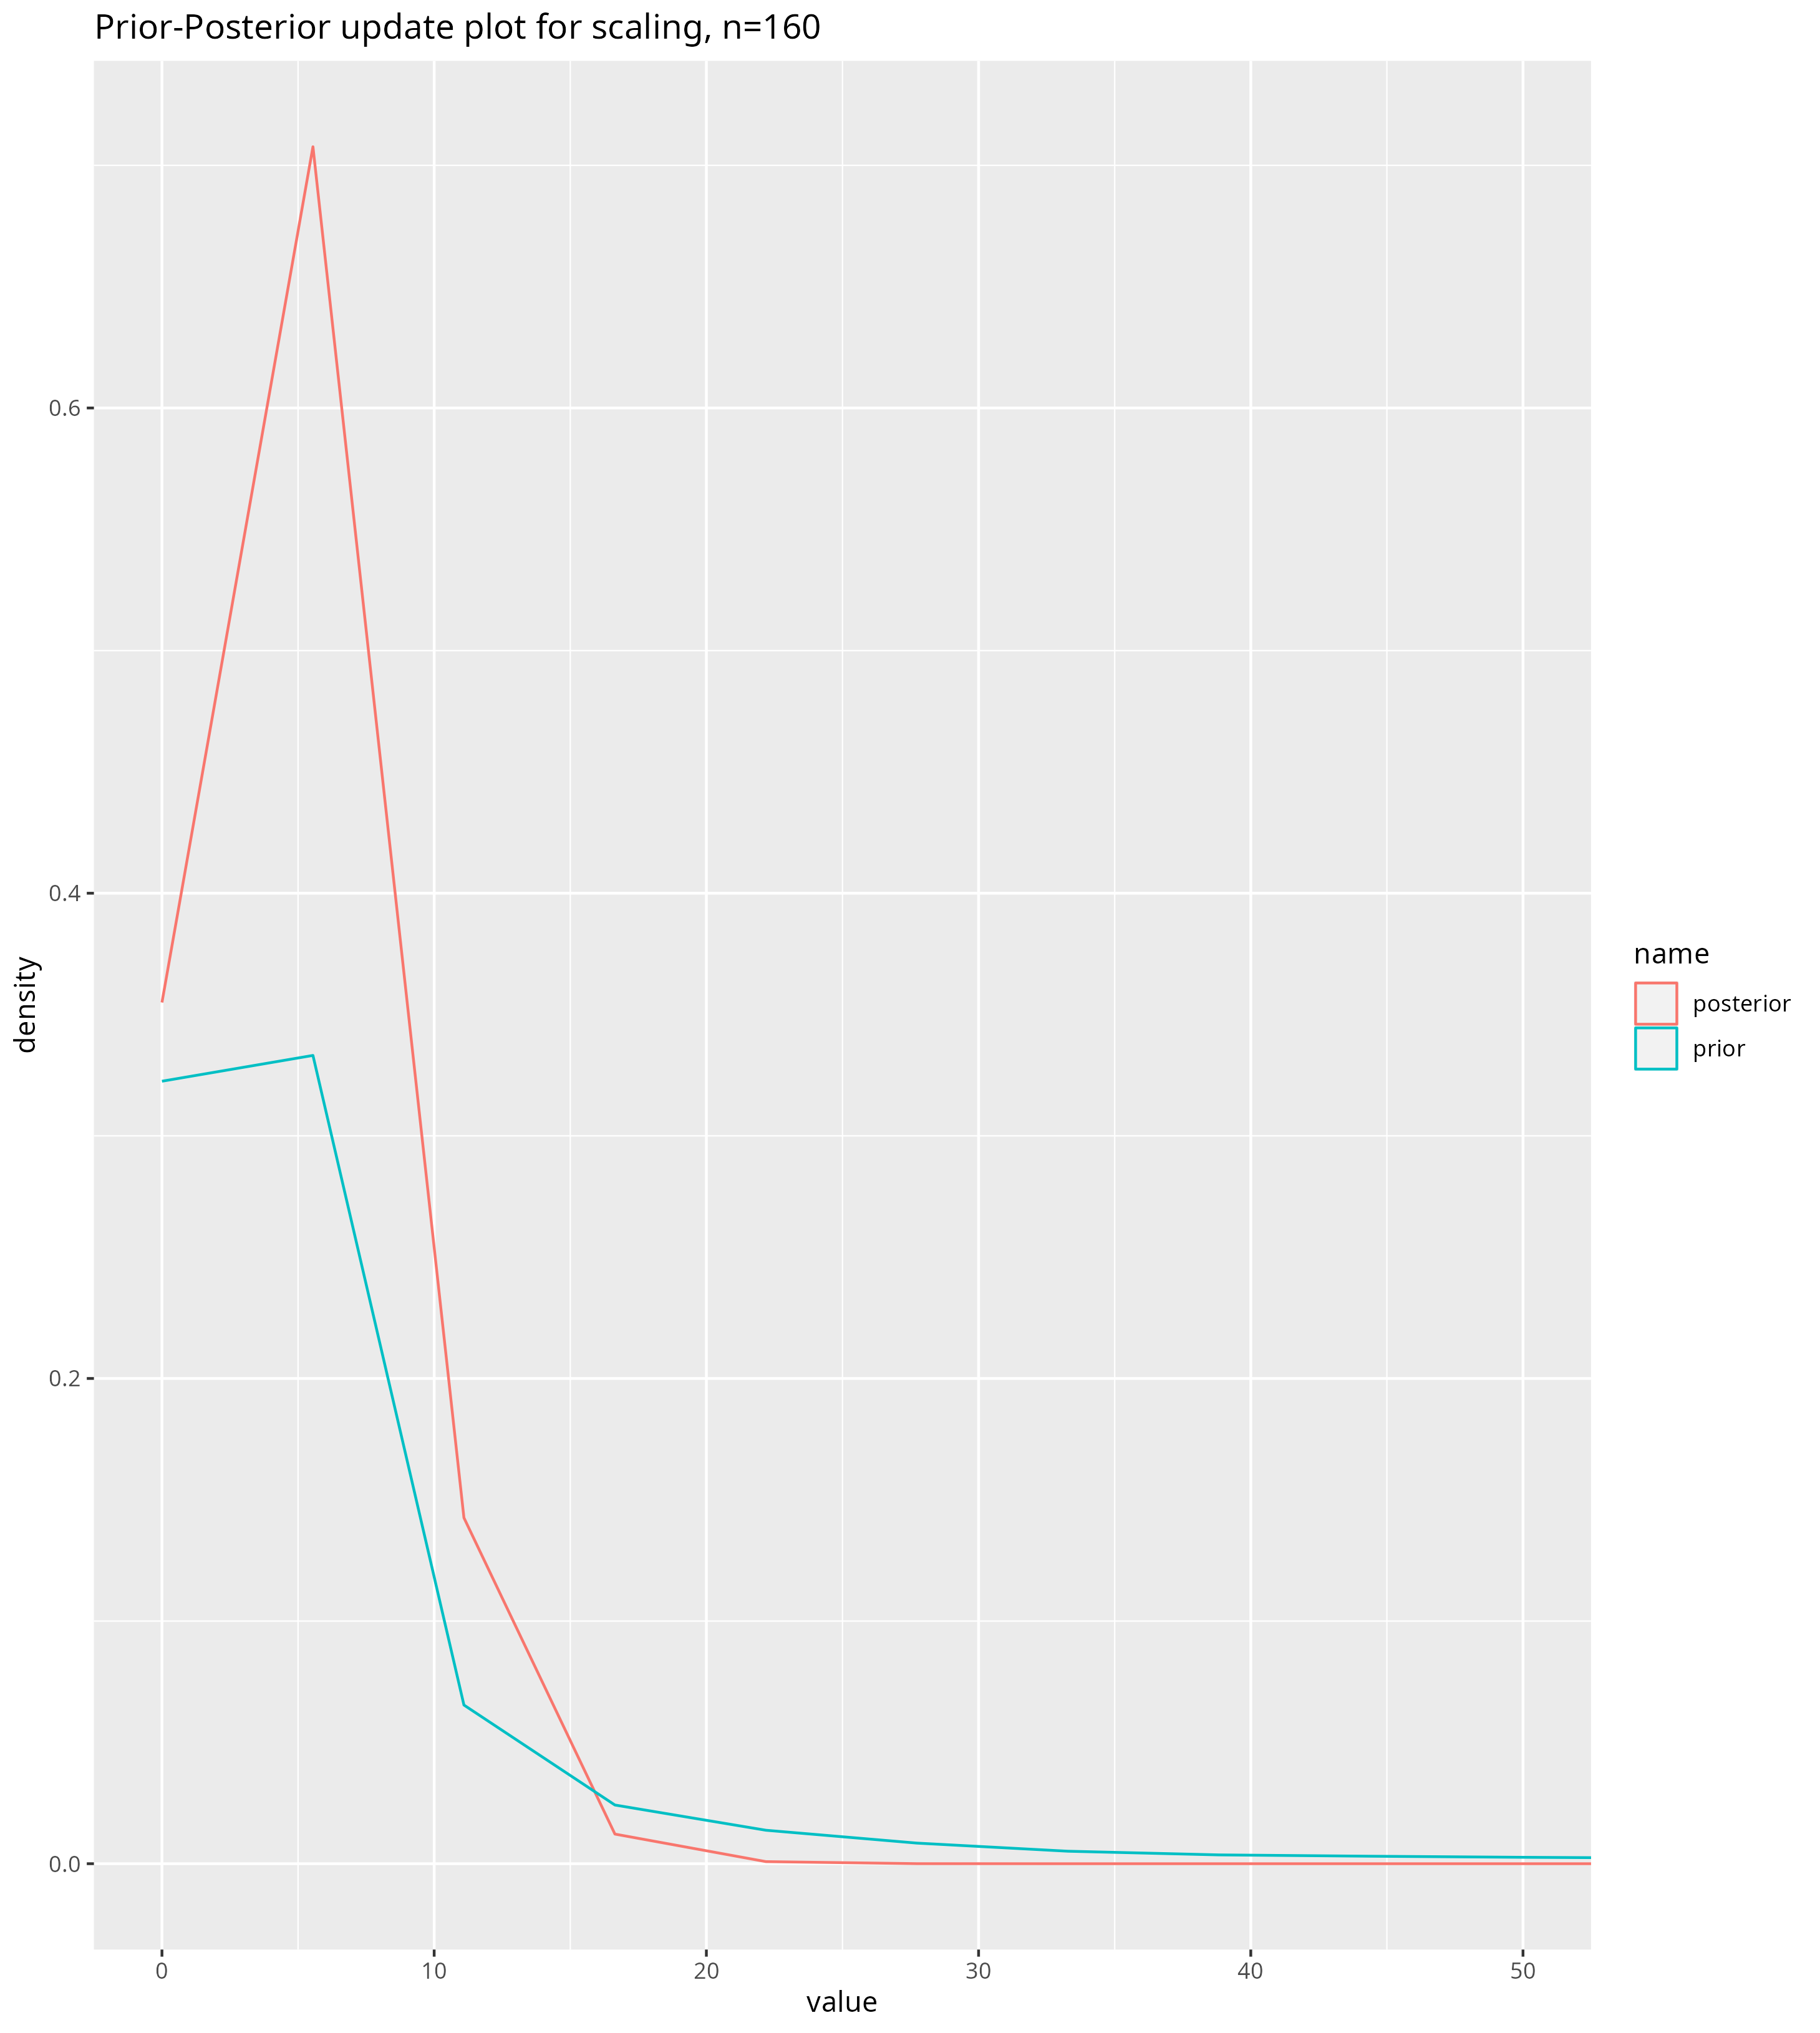 Prior-Posterior update plot for scaling, n=160
density
0.6
0.4
0.2
0.0
0 10 20 30 40 50
value
name
posterior
prior